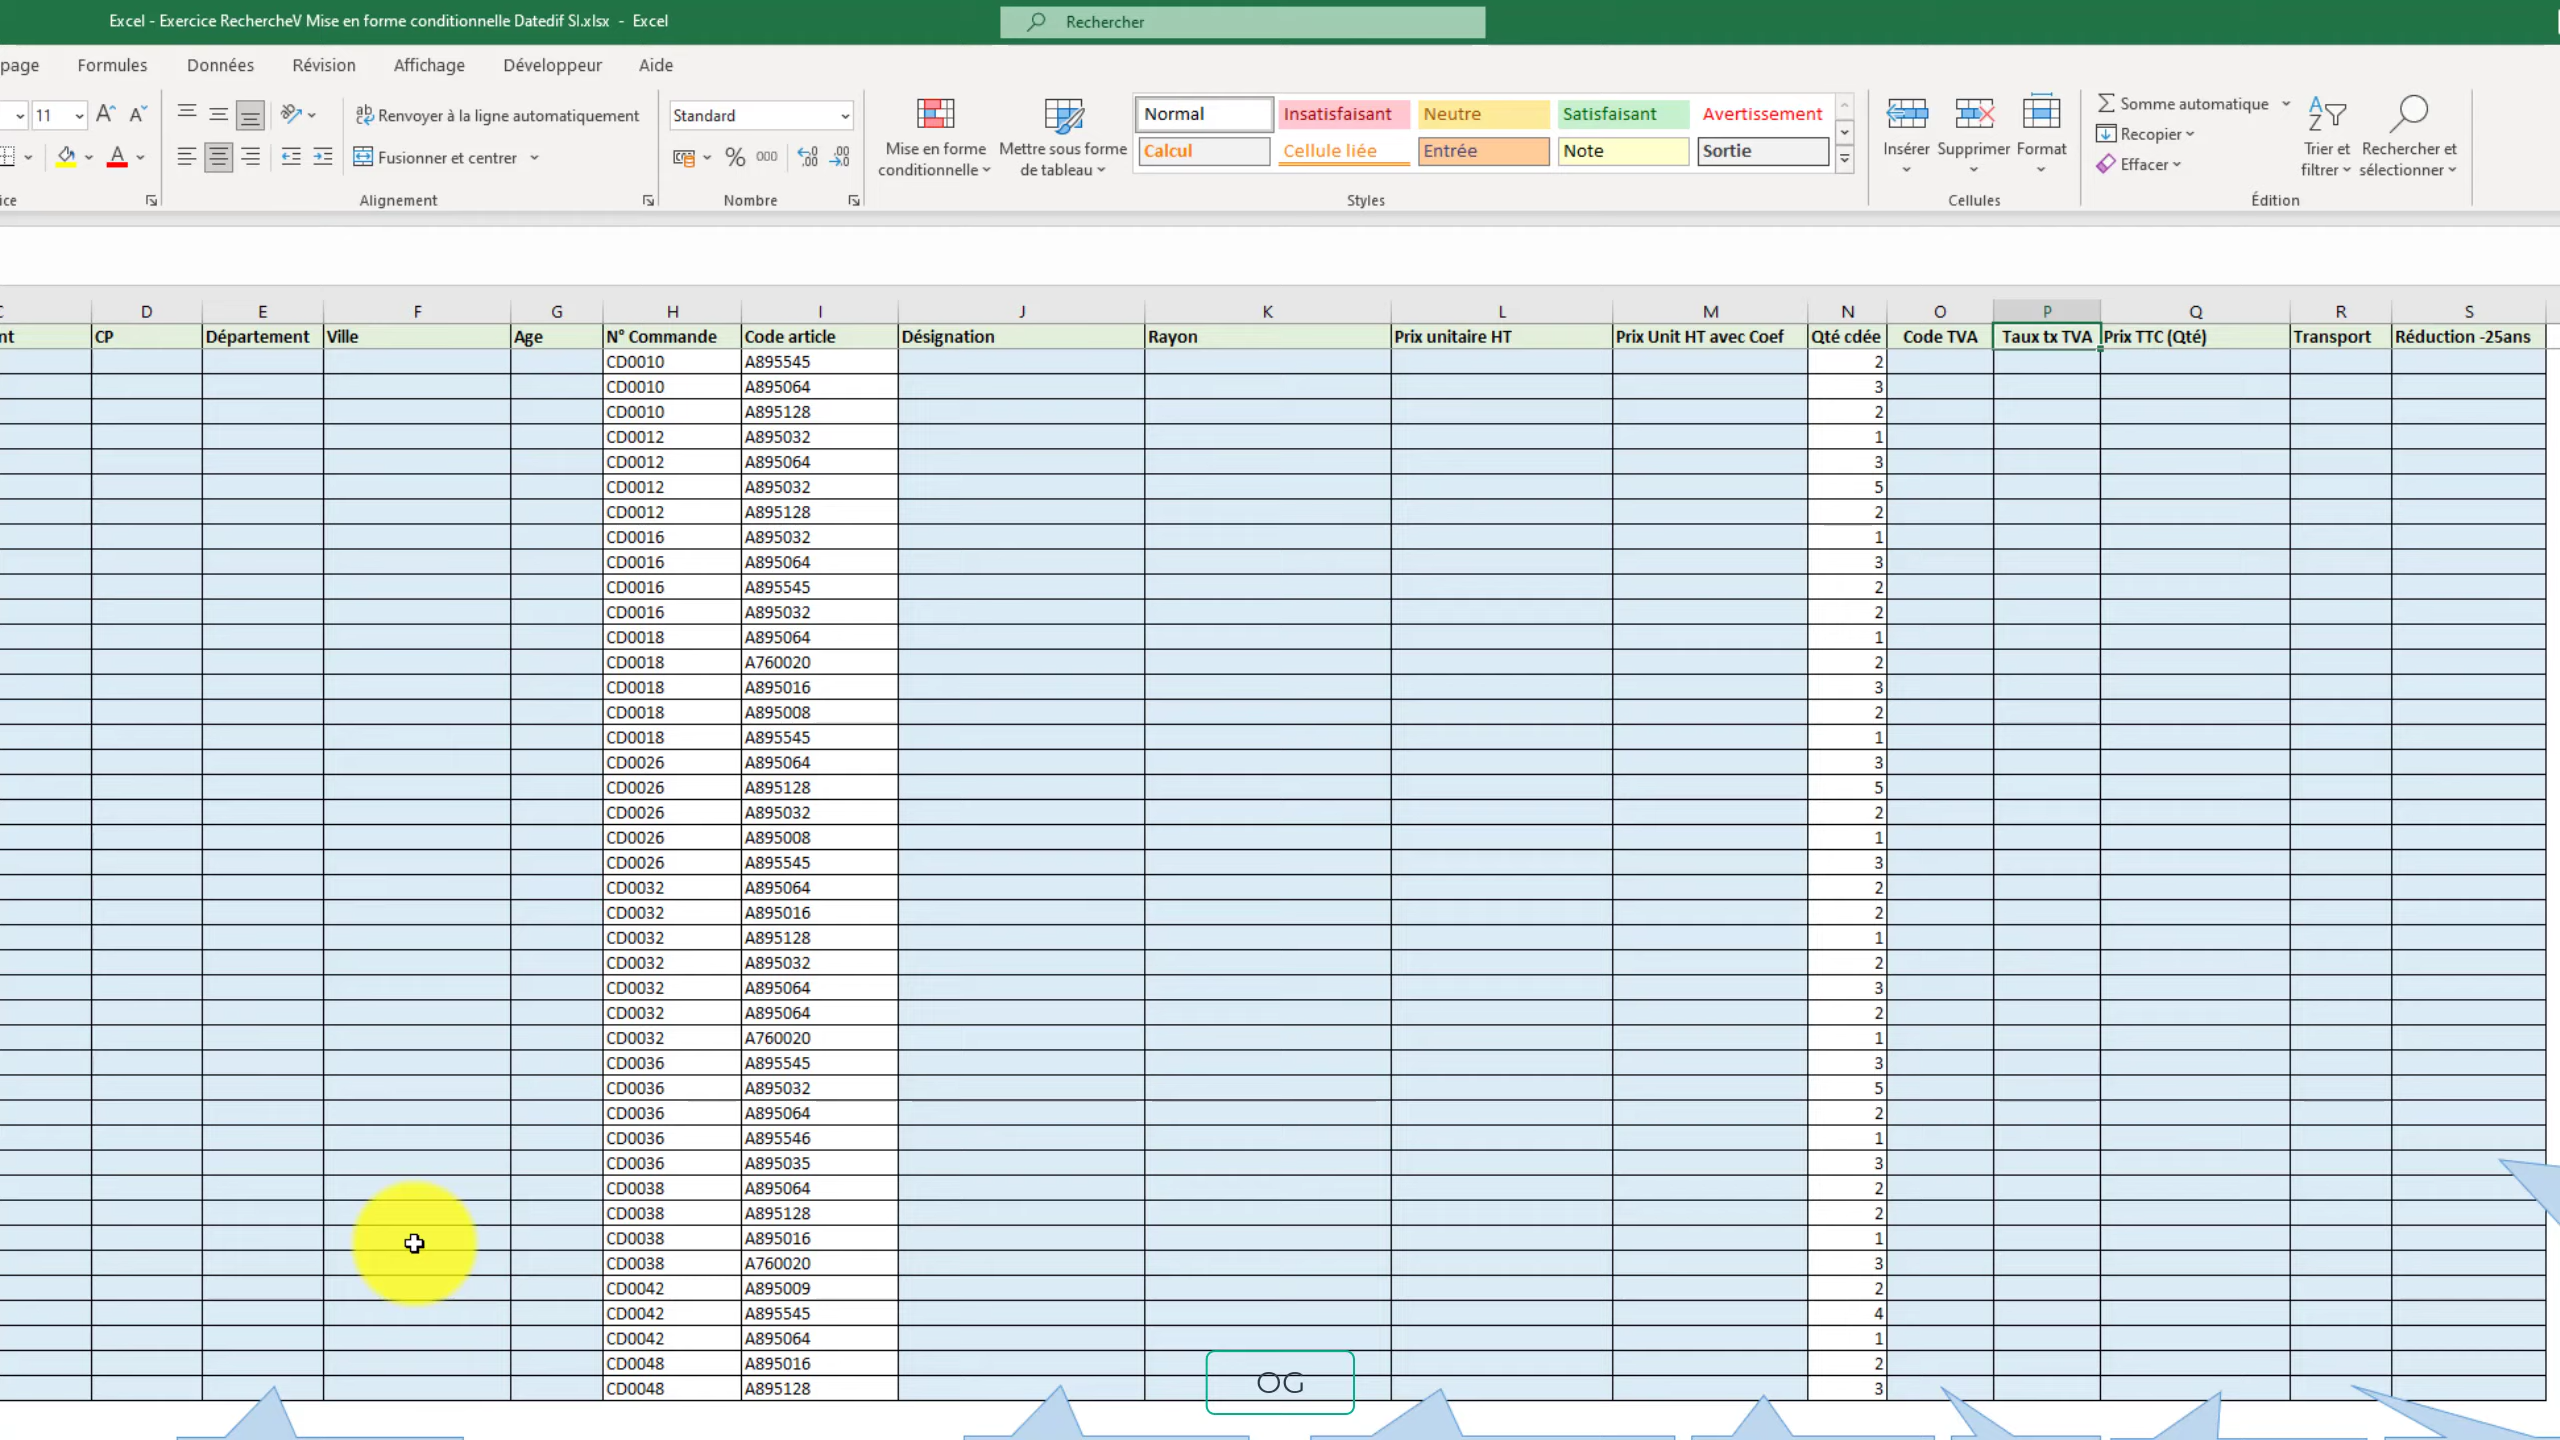 Excel - Exercice RechercheV Mise en forme conditionnelle Datedif SI.xlsx - Excel
Rechercher
page Formules Données Révision Affichage Développeur Aide
11 Renvoyer à la ligne automatiquement Standard Mise en forme conditionnelle Mettre sous forme de tableau Normal Insatisfaisant Neutre Satisfaisant Avertissement Insérer Supprimer Format Somme automatique
Recopier Trier et filtrer Rechercher et sélectionner
Fusionner et centrer % 000 Calcul Cellule liée Entrée Note Sortie Effacer
ice Alignement Nombre Styles Cellules Édition
C D E F G H I J K L M N O P Q R S
nt CP Département Ville Age N° Commande Code article Désignation Rayon Prix unitaire HT Prix Unit HT avec Coef Qté cdée Code TVA Taux tx TVA Prix TTC (Qté) Transport Réduction -25ans
CD0010 A895545 2
CD0010 A895064 3
CD0010 A895128 2
CD0012 A895032 1
CD0012 A895064 3
CD0012 A895032 5
CD0012 A895128 2
CD0016 A895032 1
CD0016 A895064 3
CD0016 A895545 2
CD0016 A895032 2
CD0018 A895064 1
CD0018 A760020 2
CD0018 A895016 3
CD0018 A895008 2
CD0018 A895545 1
CD0026 A895064 3
CD0026 A895128 5
CD0026 A895032 2
CD0026 A895008 1
CD0026 A895545 3
CD0032 A895064 2
CD0032 A895016 2
CD0032 A895128 1
CD0032 A895032 2
CD0032 A895064 3
CD0032 A895064 2
CD0032 A760020 1
CD0036 A895545 3
CD0036 A895032 5
CD0036 A895064 2
CD0036 A895546 1
CD0036 A895035 3
CD0038 A895064 2
CD0038 A895128 2
CD0038 A895016 1
CD0038 A760020 3
CD0042 A895009 2
CD0042 A895545 4
CD0042 A895064 1
CD0048 A895016 2
CD0048 A895128 3
OG